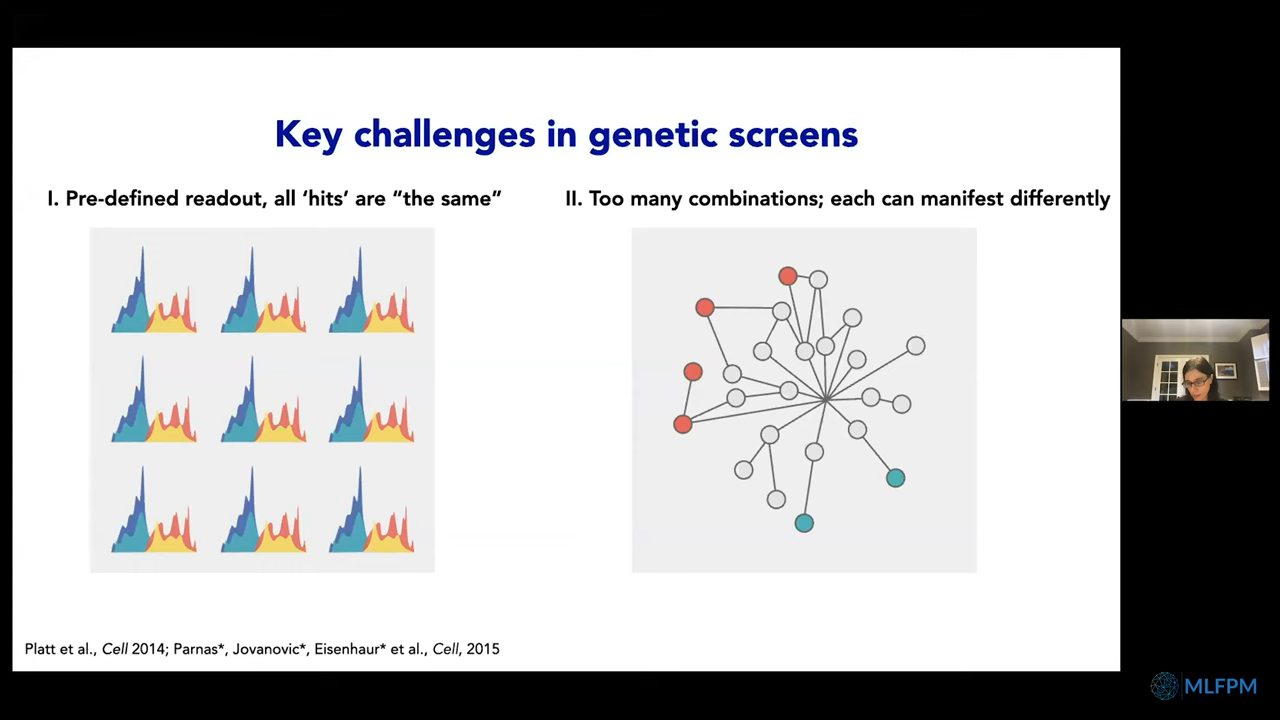 Key challenges in genetic screens
I. Pre-defined readout, all ‘hits’ are “the same”
II. Too many combinations; each can manifest differently
Platt et al., Cell 2014; Parnas*, Jovanovic*, Eisenhaur* et al., Cell, 2015
MLFPM